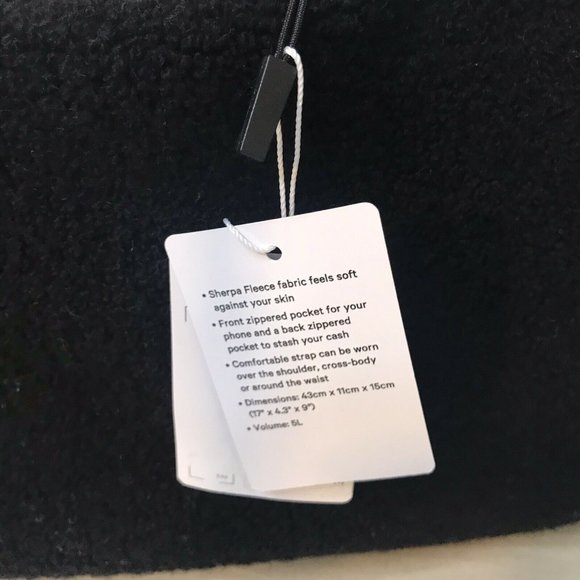 • Sherpa Fleece fabric feels soft
against your skin
• Front zippered pocket for your
phone and a back zippered
pocket to stash your cash
• Comfortable strap can be worn
over the shoulder, cross-body
or around the waist
• Dimensions: 43cm x 11cm x 15cm
(17" x 4.3" x 9")
• Volume: 5L